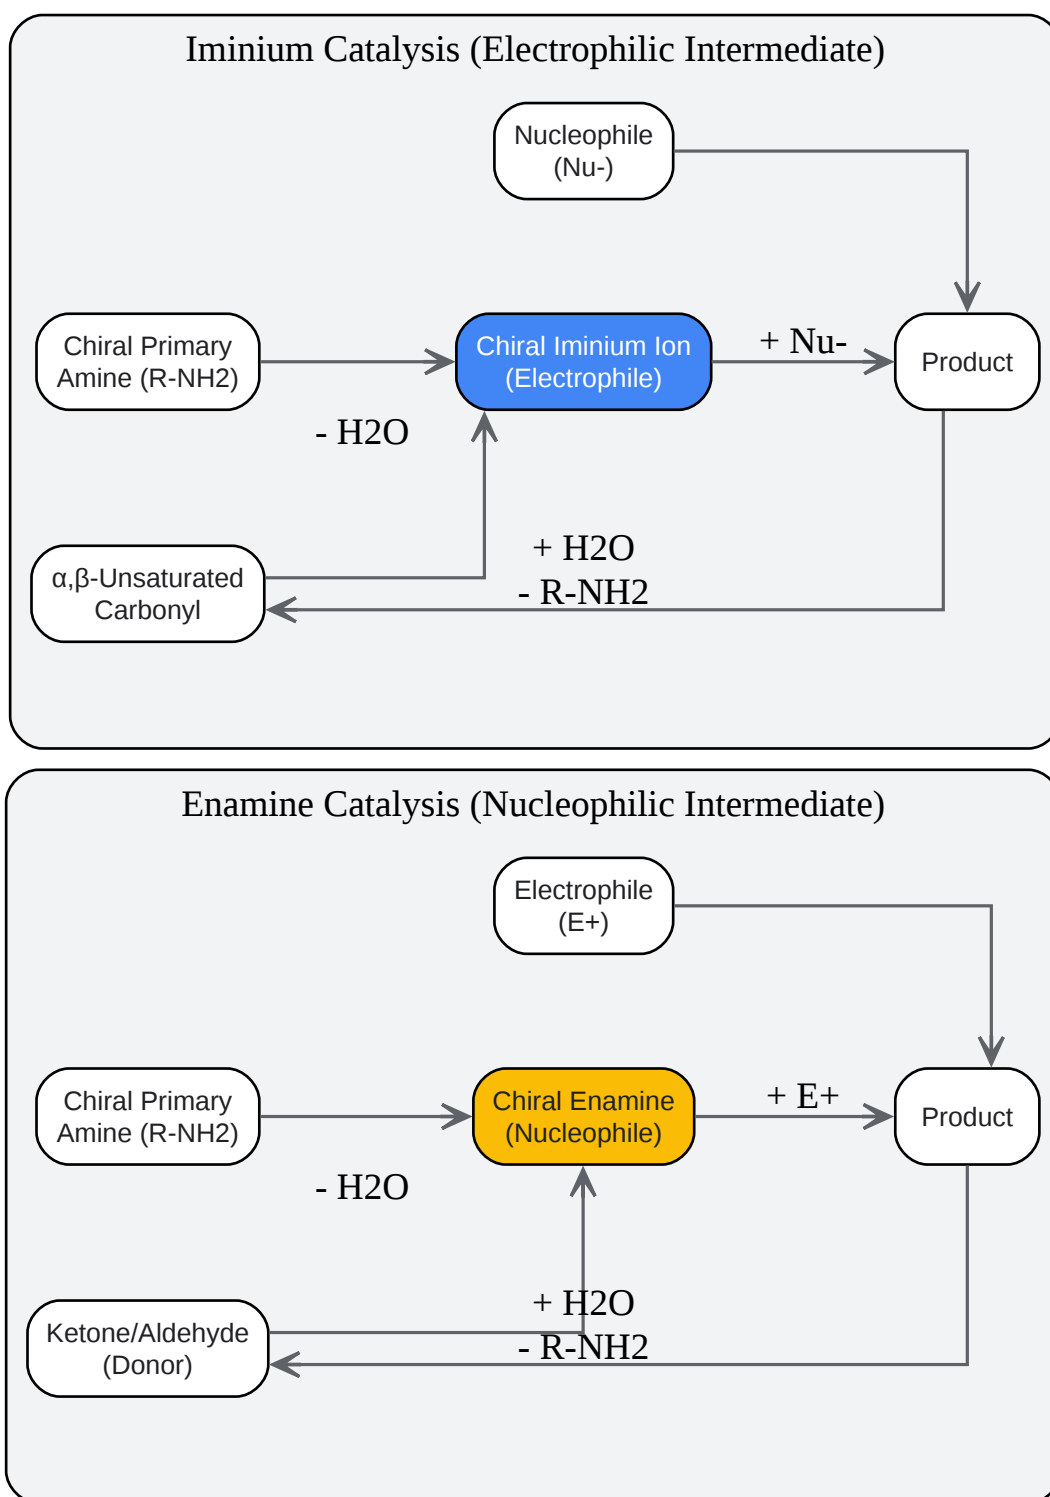 Iminium Catalysis (Electrophilic Intermediate)
Nucleophile
(Nu-)
Chiral Primary
Amine (R-NH2)
Chiral Iminium Ion
(Electrophile)
+ Nu-
Product
- H2O
α,β-Unsaturated
Carbonyl
+ H2O
- R-NH2
Enamine Catalysis (Nucleophilic Intermediate)
Electrophile
(E+)
Chiral Primary
Amine (R-NH2)
Chiral Enamine
(Nucleophile)
+ E+
Product
- H2O
Ketone/Aldehyde
(Donor)
+ H2O
- R-NH2